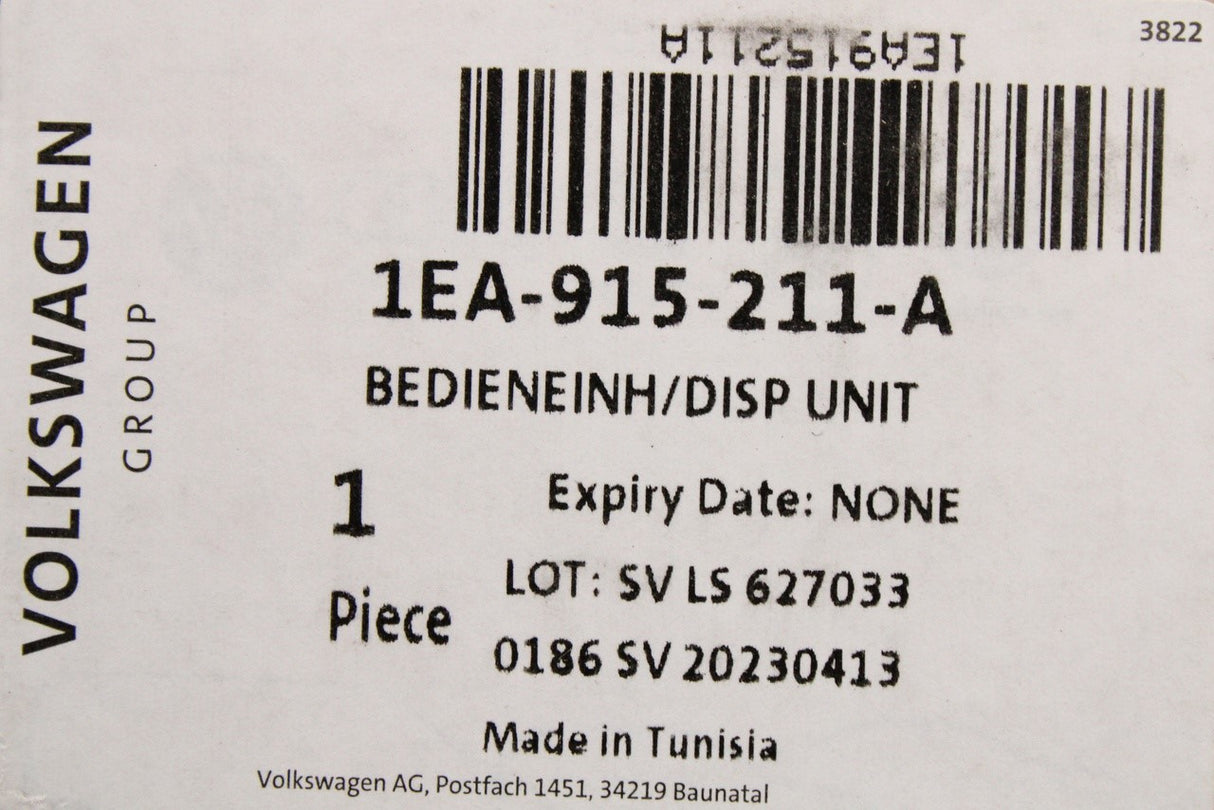 3822
1EA915211A
VOLKSWAGEN
GROUP
1EA-915-211-A
BEDIENEINH/DISP UNIT
1
Piece
Expiry Date: NONE
LOT: SV LS 627033
0186 SV 20230413
Made in Tunisia
Volkswagen AG, Postfach 1451, 34219 Baunatal